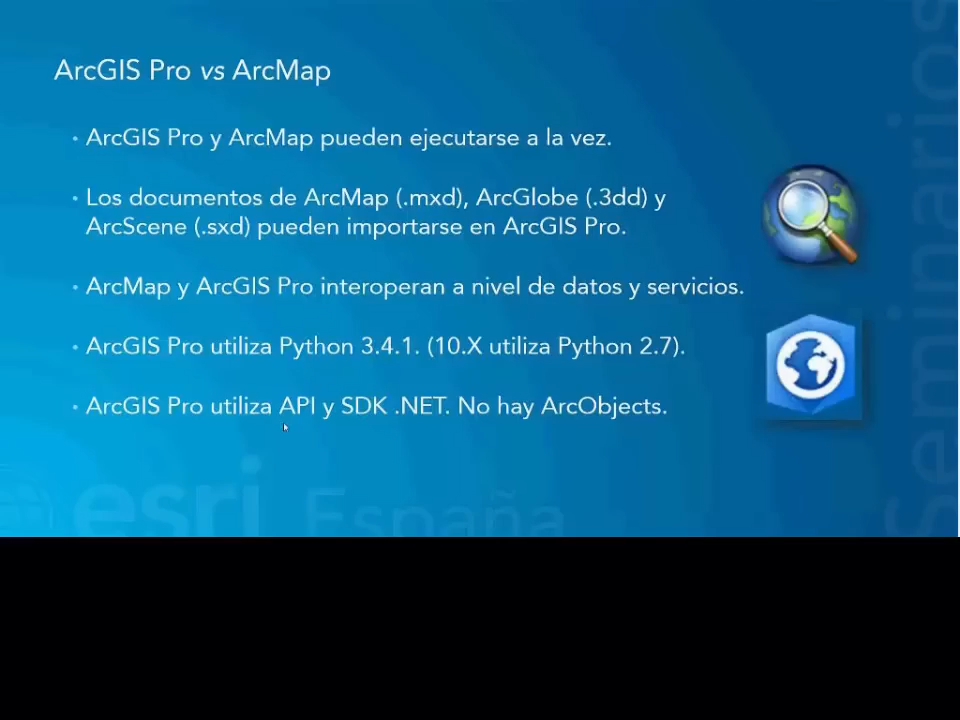 ArcGIS Pro vs ArcMap
• ArcGIS Pro y ArcMap pueden ejecutarse a la vez.
• Los documentos de ArcMap (.mxd), ArcGlobe (.3dd) y
ArcScene (.sxd) pueden importarse en ArcGIS Pro.
• ArcMap y ArcGIS Pro interoperan a nivel de datos y servicios.
• ArcGIS Pro utiliza Python 3.4.1. (10.X utiliza Python 2.7).
• ArcGIS Pro utiliza API y SDK .NET. No hay ArcObjects.
esri España
Seminarios